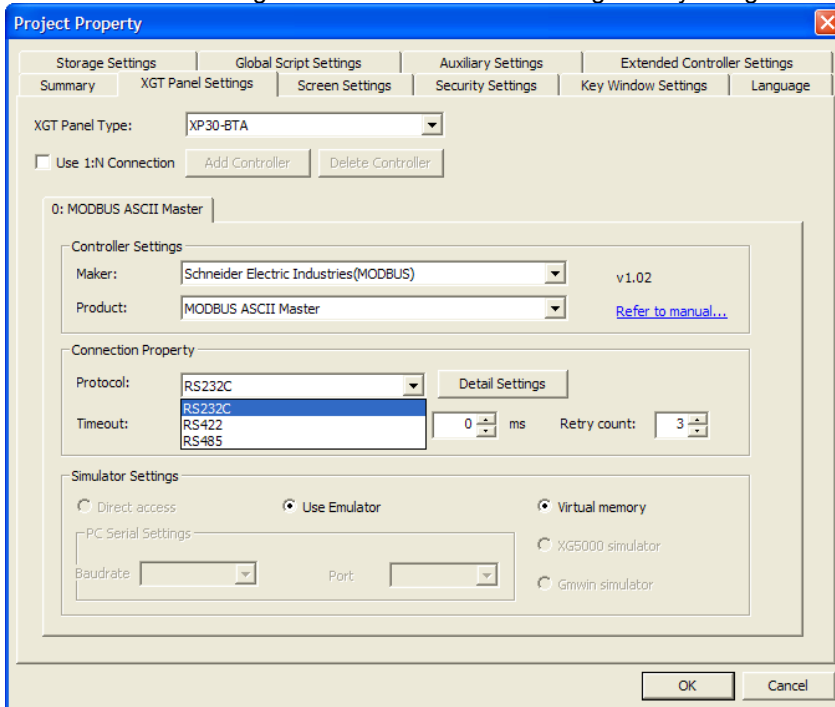 Project Property
Storage Settings Global Script Settings Auxiliary Settings Extended Controller Settings
Summary XGT Panel Settings Screen Settings Security Settings Key Window Settings Language
XGT Panel Type: XP30-BTA
Use 1:N Connection Add Controller Delete Controller
0: MODBUS ASCII Master
Controller Settings
Maker: Schneider Electric Industries(MODBUS) v1.02
Product: MODBUS ASCII Master Refer to manual...
Connection Property
Protocol: RS232C Detail Settings
RS232C
Timeout: RS422 0 ms Retry count: 3
RS485
Simulator Settings
Direct access Use Emulator Virtual memory
PC Serial Settings
XG5000 simulator
Baudrate Port
Gmwin simulator
OK Cancel